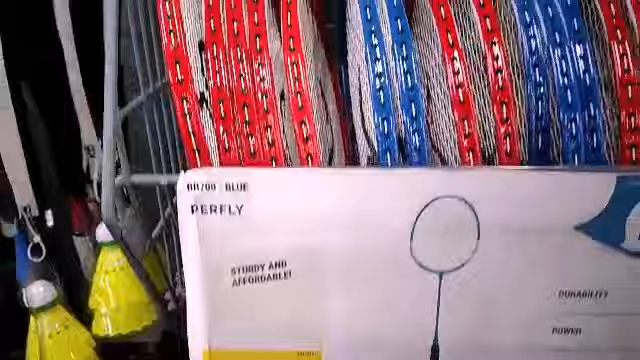 BR700 - BLUE
PERFLY
STURDY AND
AFFORDABLE!
DURABILITY
POWER